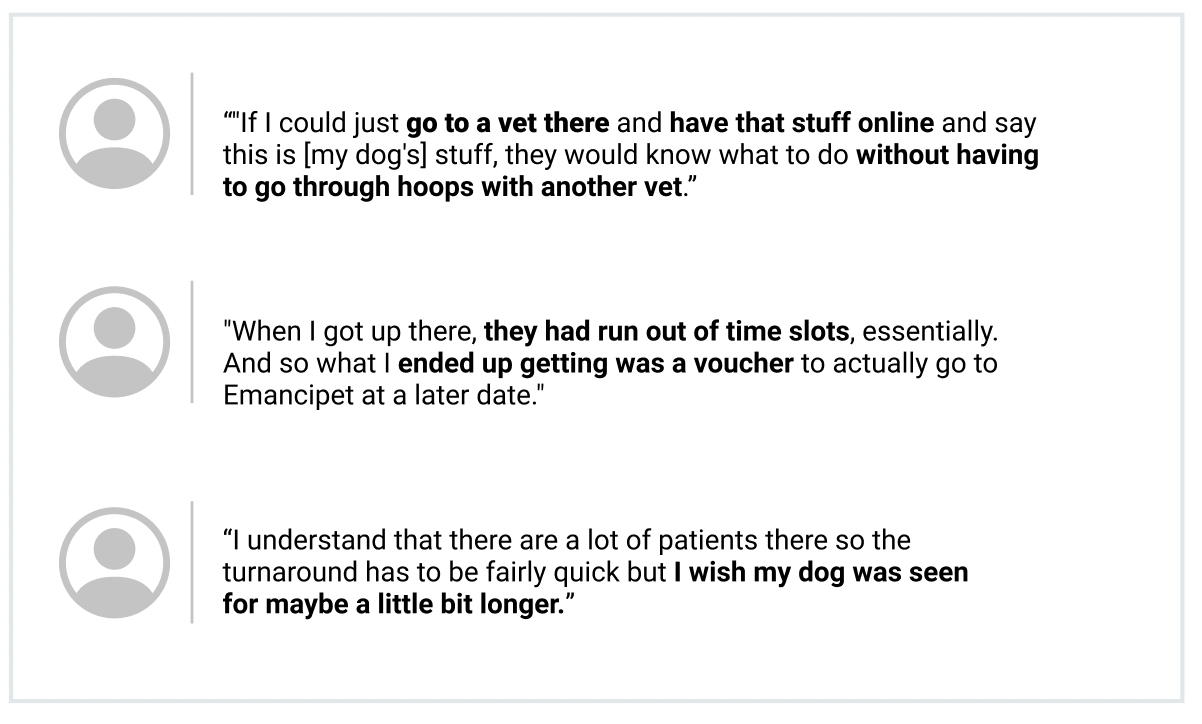 “"If I could just go to a vet there and have that stuff online and say
this is [my dog's] stuff, they would know what to do without having
to go through hoops with another vet.”
"When I got up there, they had run out of time slots, essentially.
And so what I ended up getting was a voucher to actually go to
Emancipet at a later date."
“I understand that there are a lot of patients there so the
turnaround has to be fairly quick but I wish my dog was seen
for maybe a little bit longer.”